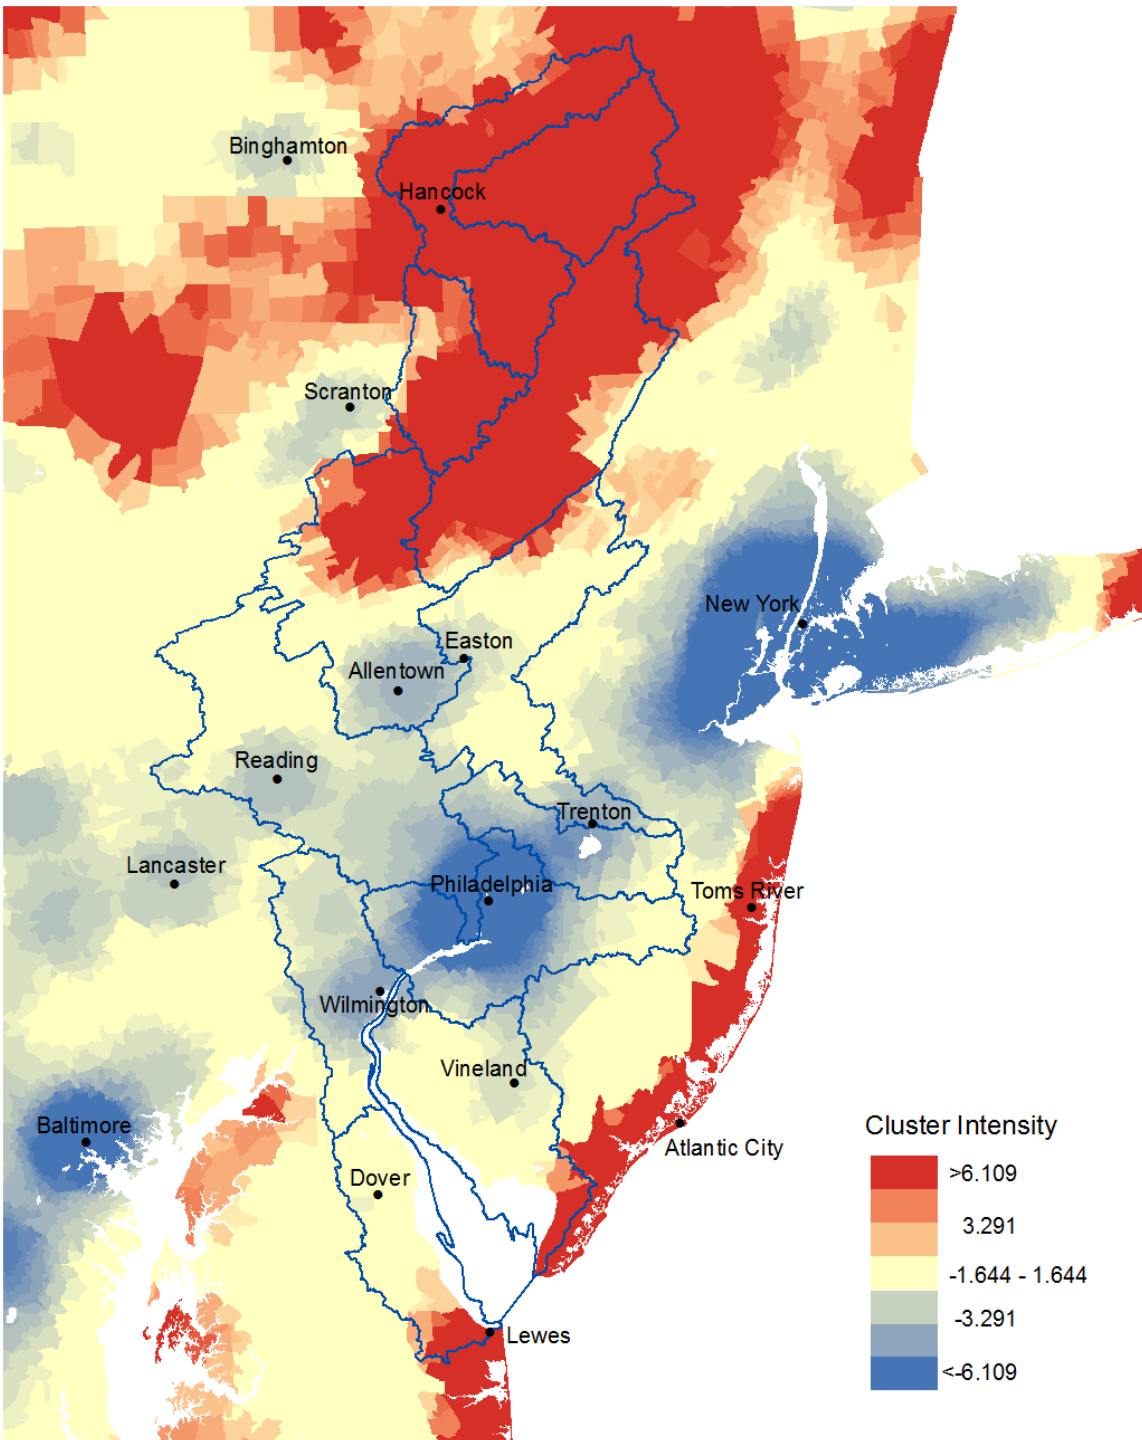 Binghamton
Hancock
Scranton
New York
Easton
Allentown
Reading
Trenton
Lancaster
Philadelphia
Toms River
Wilmington
Vineland
Baltimore
Atlantic City
Dover
Lewes
Cluster Intensity
>6.109
3.291
-1.644 - 1.644
-3.291
<-6.109